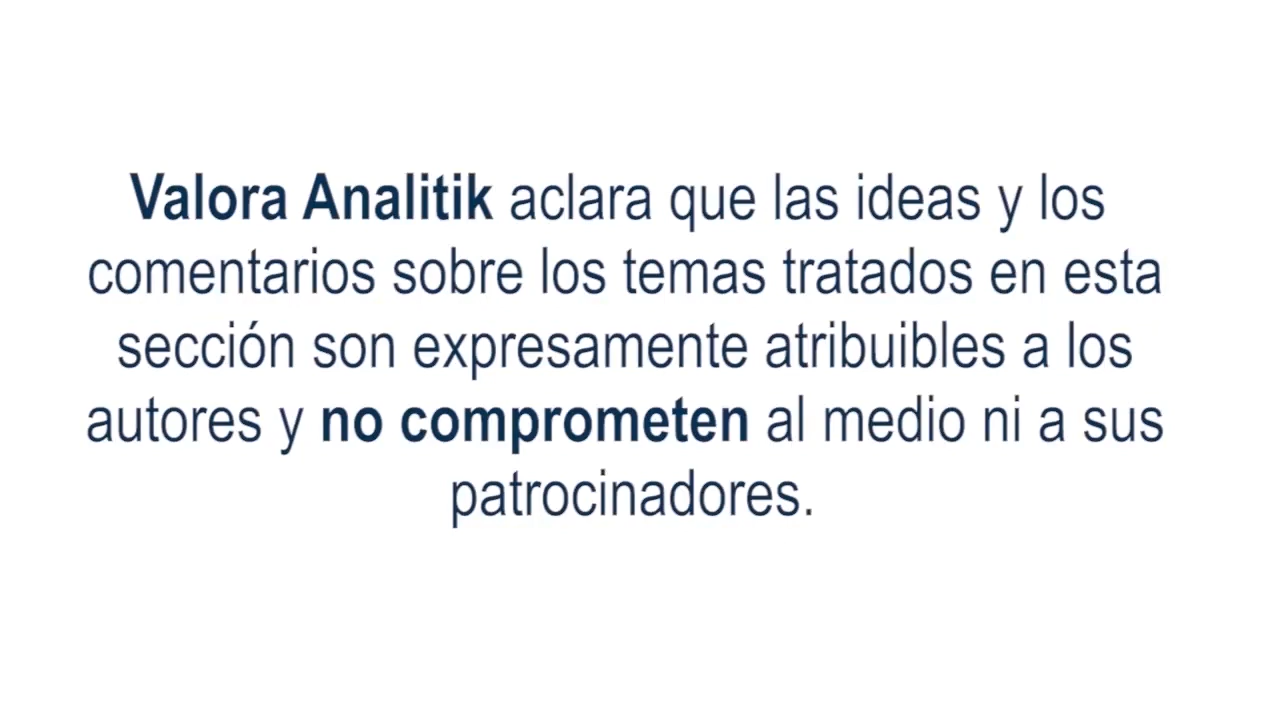 Valora Analitik aclara que las ideas y los
comentarios sobre los temas tratados en esta
sección son expresamente atribuibles a los
autores y no comprometen al medio ni a sus
patrocinadores.